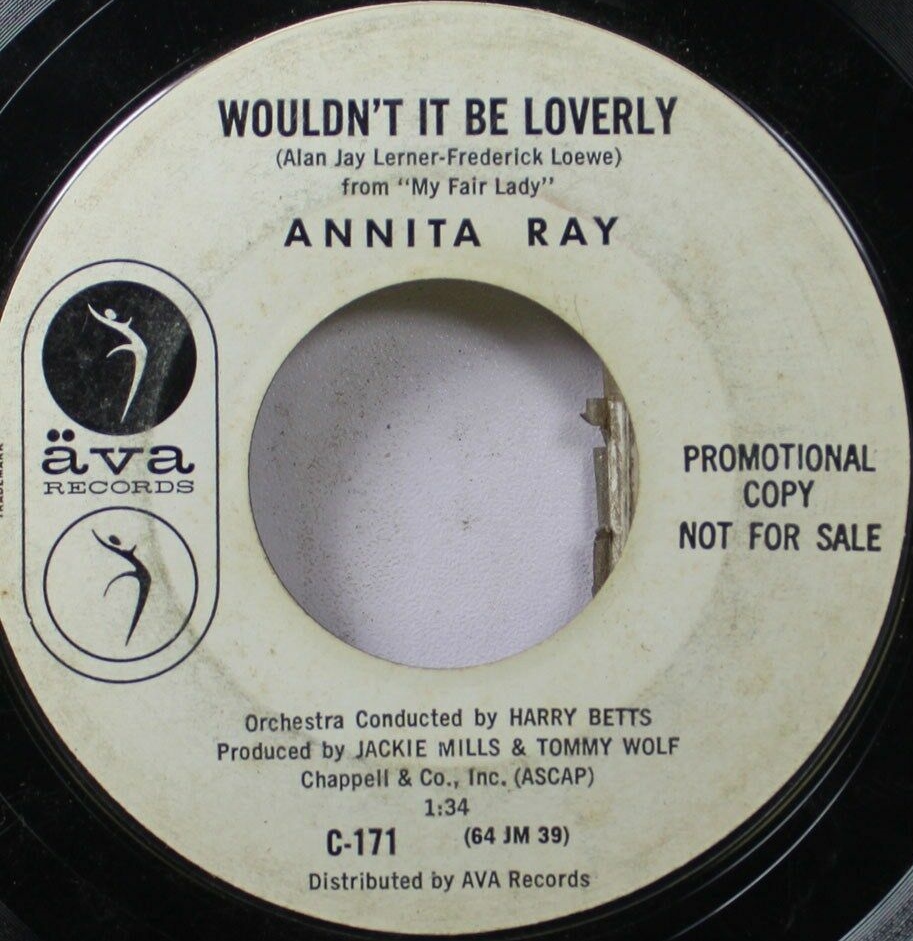 WOULDN'T IT BE LOVERLY
(Alan Jay Lerner-Frederick Loewe)
from "My Fair Lady"
ANNITA RAY
äva
RECORDS
TRADEMARK
PROMOTIONAL
COPY
NOT FOR SALE
Orchestra Conducted by HARRY BETTS
Produced by JACKIE MILLS & TOMMY WOLF
Chappell & Co., Inc. (ASCAP)
1:34
C-171 (64 JM 39)
Distributed by AVA Records